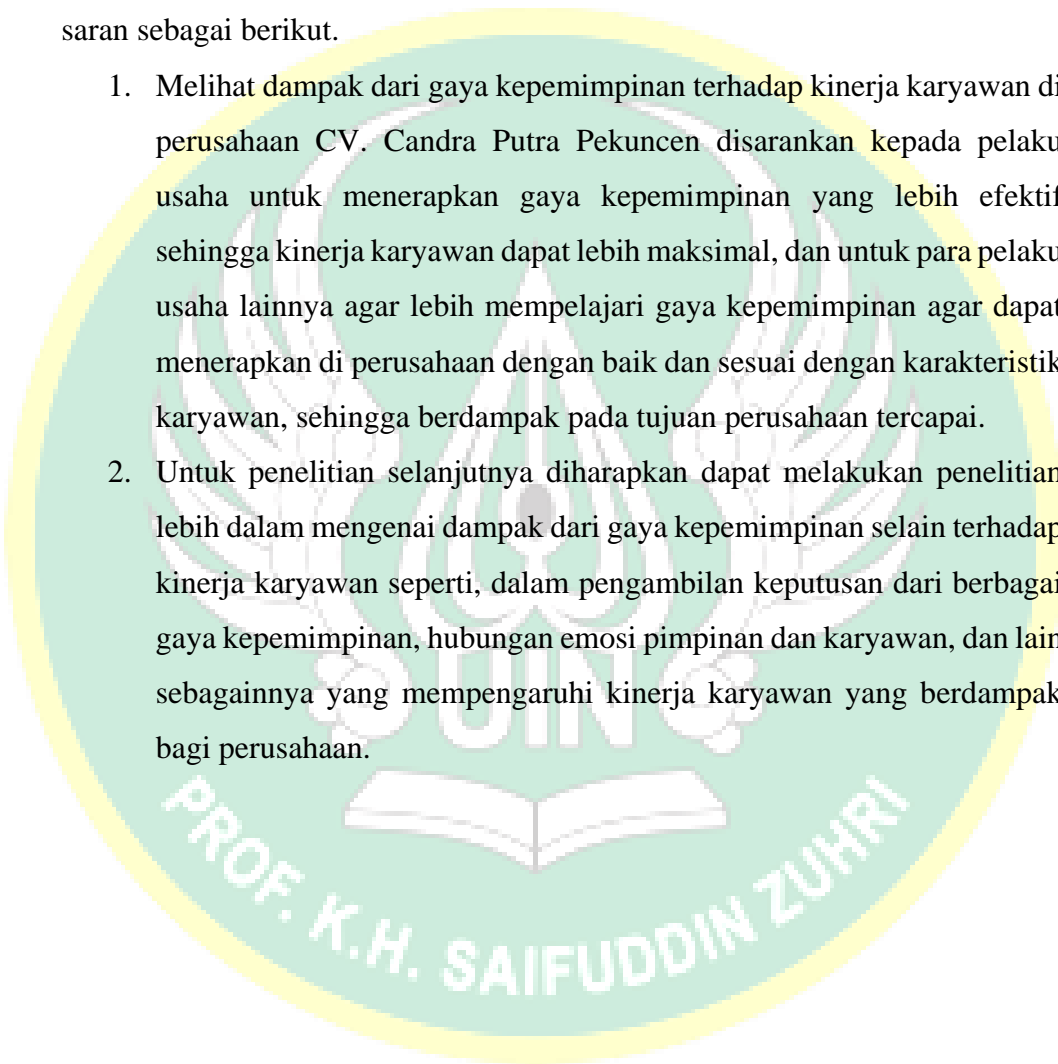 saran sebagai berikut.
1. Melihat dampak dari gaya kepemimpinan terhadap kinerja karyawan di
perusahaan CV. Candra Putra Pekuncen disarankan kepada pelaku
usaha untuk menerapkan gaya kepemimpinan yang lebih efektif
sehingga kinerja karyawan dapat lebih maksimal, dan untuk para pelaku
usaha lainnya agar lebih mempelajari gaya kepemimpinan agar dapat
menerapkan di perusahaan dengan baik dan sesuai dengan karakteristik
karyawan, sehingga berdampak pada tujuan perusahaan tercapai.
2. Untuk penelitian selanjutnya diharapkan dapat melakukan penelitian
lebih dalam mengenai dampak dari gaya kepemimpinan selain terhadap
kinerja karyawan seperti, dalam pengambilan keputusan dari berbagai
gaya kepemimpinan, hubungan emosi pimpinan dan karyawan, dan lain
sebagainnya yang mempengaruhi kinerja karyawan yang berdampak
bagi perusahaan.
UIN
PROF. K.H. SAIFUDDIN ZUHRI